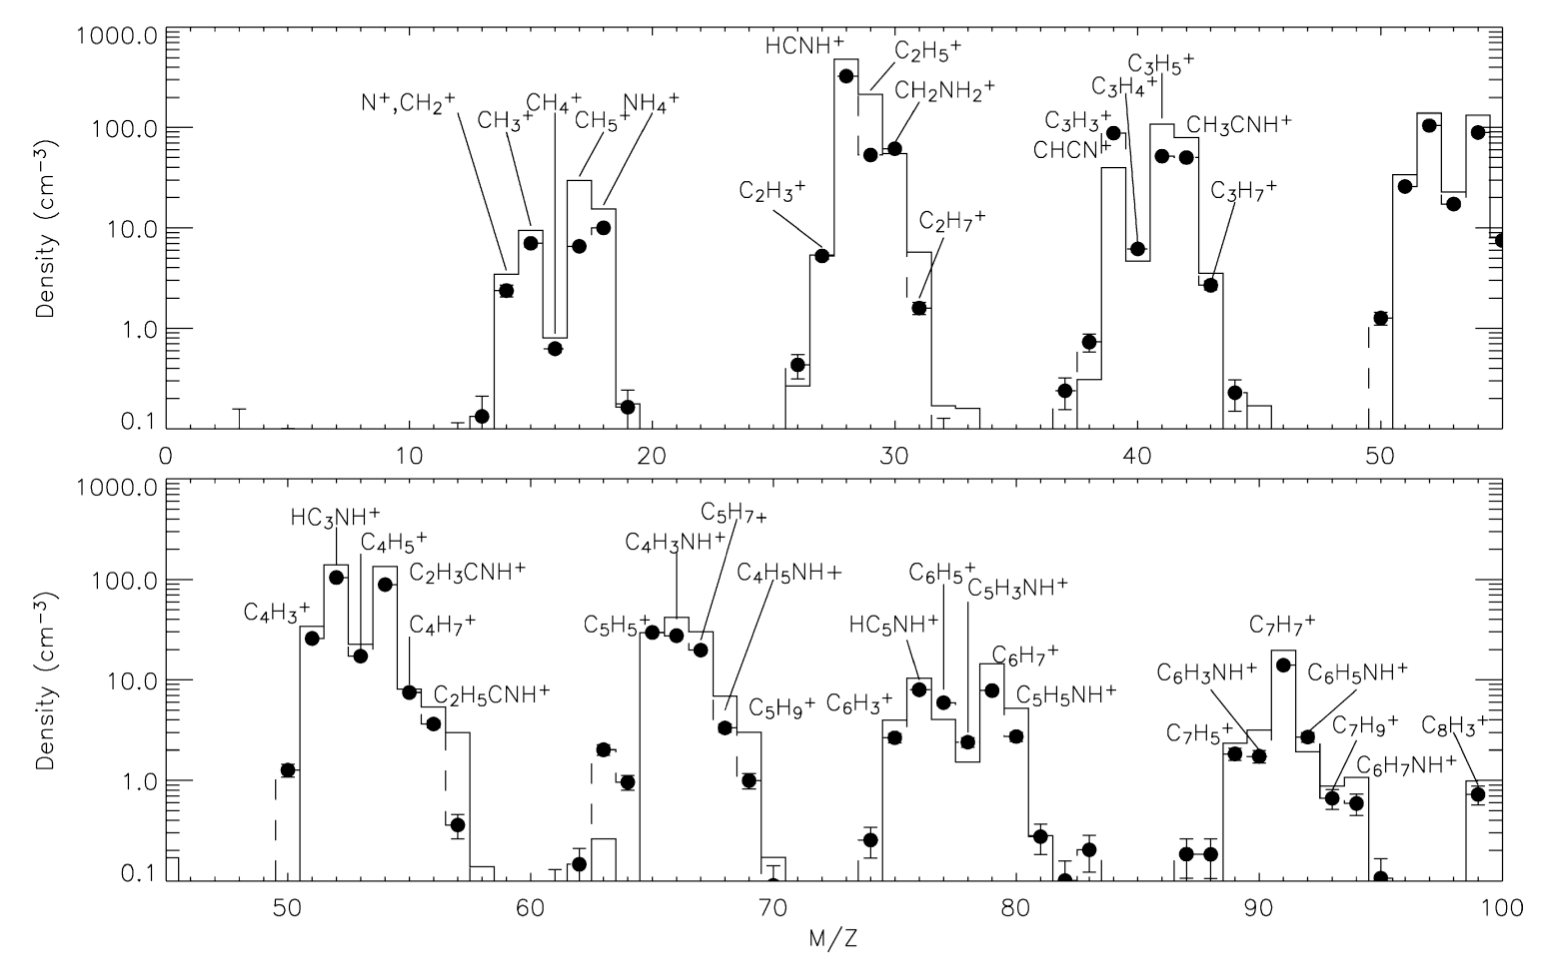 1000.0
100.0
10.0
1.0
0.1
Density (cm⁻³)
N⁺,CH₂⁺
CH₃⁺
CH₄⁺
CH₅⁺
NH₄⁺
C₂H₃⁺
HCNH⁺
C₂H₅⁺
CH₂NH₂⁺
C₂H₇⁺
C₃H₃⁺
CHCN⁺
C₃H₄⁺
C₃H₅⁺
CH3CNH⁺
C₃H₇⁺
0 10 20 30 40 50
1000.0
100.0
10.0
1.0
0.1
Density (cm⁻³)
C₄H₃⁺
HC₃NH⁺
C₄H₅⁺
C₂H₃CNH⁺
C₄H₇⁺
C₂H₅CNH⁺
C₅H₅⁺
C₄H₃NH⁺
C₅H₇+
C₄H₅NH+
C₅H₉⁺
C₆H₃⁺
HC₅NH⁺
C₆H₅⁺
C₅H₃NH⁺
C₆H₇⁺
C₅H₅NH⁺
C₇H₅⁺
C₆H₃NH⁺
C₇H₇⁺
C₆H₅NH⁺
C₇H₉⁺
C₆H₇NH⁺
C₈H₃⁺
50 60 70 80 90 100
M/Z